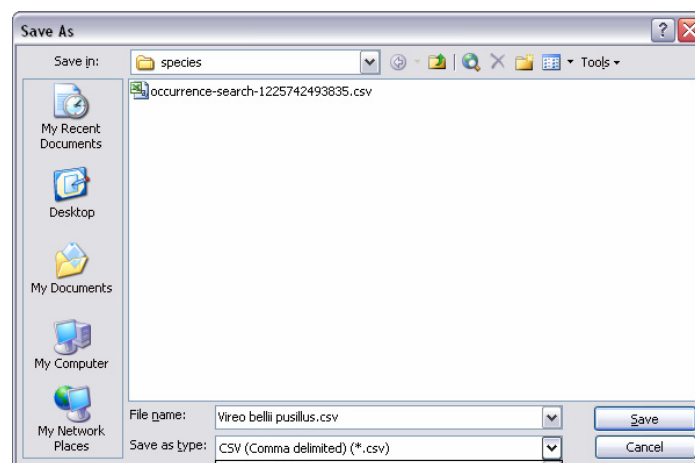 Save As
Save in:
species
Tools
occurrence-search-1225742493835.csv
My Recent
Documents
Desktop
My Documents
My Computer
My Network
Places
File name:
Vireo bellii pusillus.csv
Save
Save as type:
CSV (Comma delimited) (*.csv)
Cancel